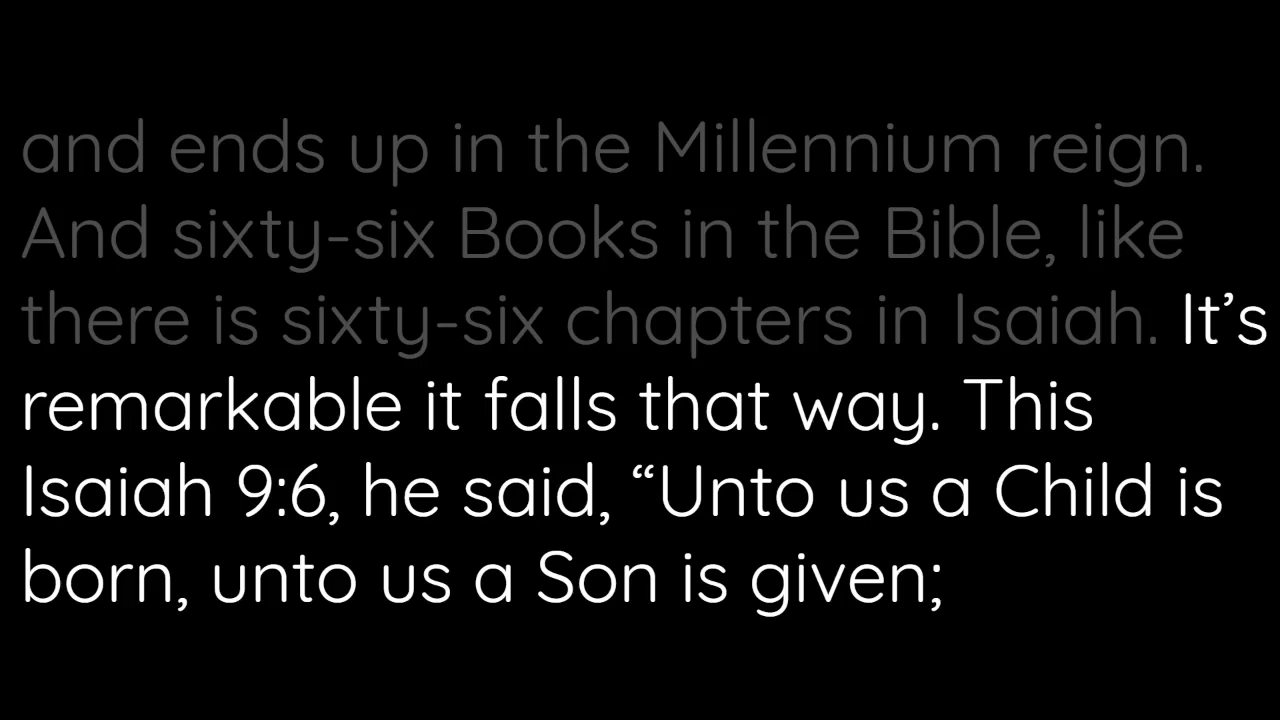 and ends up in the Millennium reign.
And sixty-six Books in the Bible, like
there is sixty-six chapters in Isaiah. It’s
remarkable it falls that way. This
Isaiah 9:6, he said, “Unto us a Child is
born, unto us a Son is given;